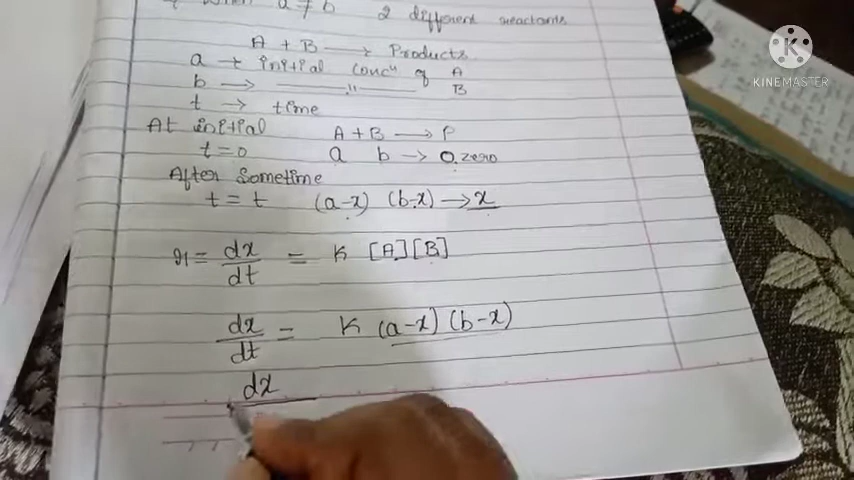 when a ≠ b 2 different reactants
A + B → Products
a → initial concⁿ of A
b → ——"—— B
t → time
At initial A + B → P
t = 0 a b → 0. zero
After Sometime
t = t (a-x) (b-x) → x
r = dx/dt = K [A][B]
dx/dt = K (a-x) (b-x)
dx
KINEMASTER